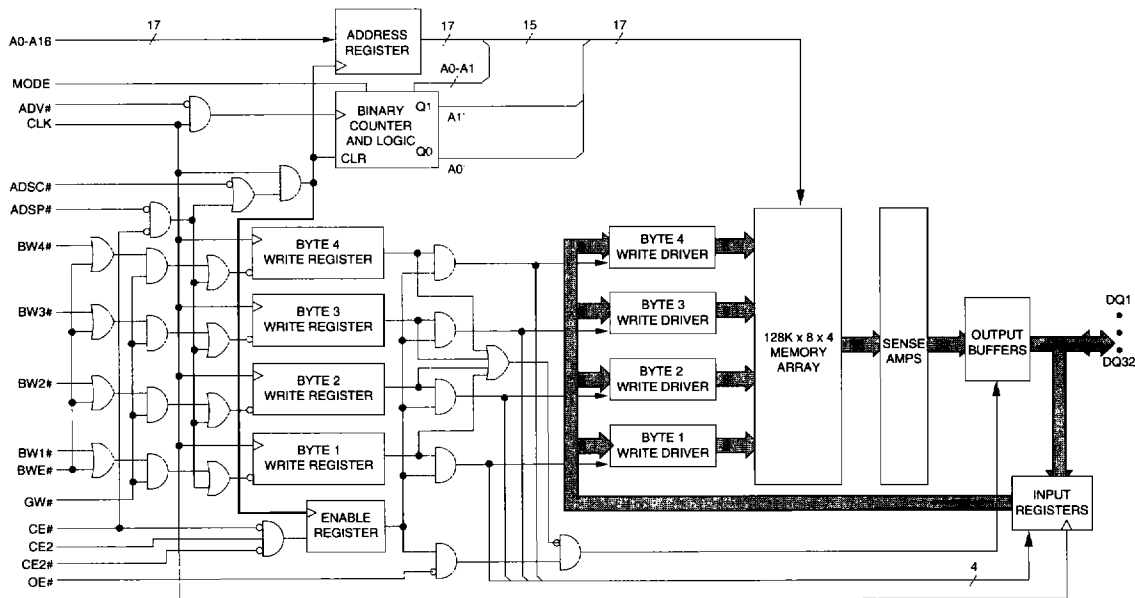 A0-A16
17
ADDRESS
REGISTER
17
15
17
MODE
A0-A1
ADV#
CLK
BINARY
COUNTER
AND LOGIC
CLR
Q1
Q0
A1'
A0'
ADSC#
ADSP#
BW4#
BYTE 4
WRITE REGISTER
BYTE 4
WRITE DRIVER
BW3#
BYTE 3
WRITE REGISTER
BYTE 3
WRITE DRIVER
BW2#
BYTE 2
WRITE REGISTER
BYTE 2
WRITE DRIVER
BW1#
BWE#
BYTE 1
WRITE REGISTER
BYTE 1
WRITE DRIVER
128K x 8 x 4
MEMORY
ARRAY
SENSE
AMPS
OUTPUT
BUFFERS
DQ1
DQ32
GW#
CE#
CE2
CE2#
OE#
ENABLE
REGISTER
INPUT
REGISTERS
4